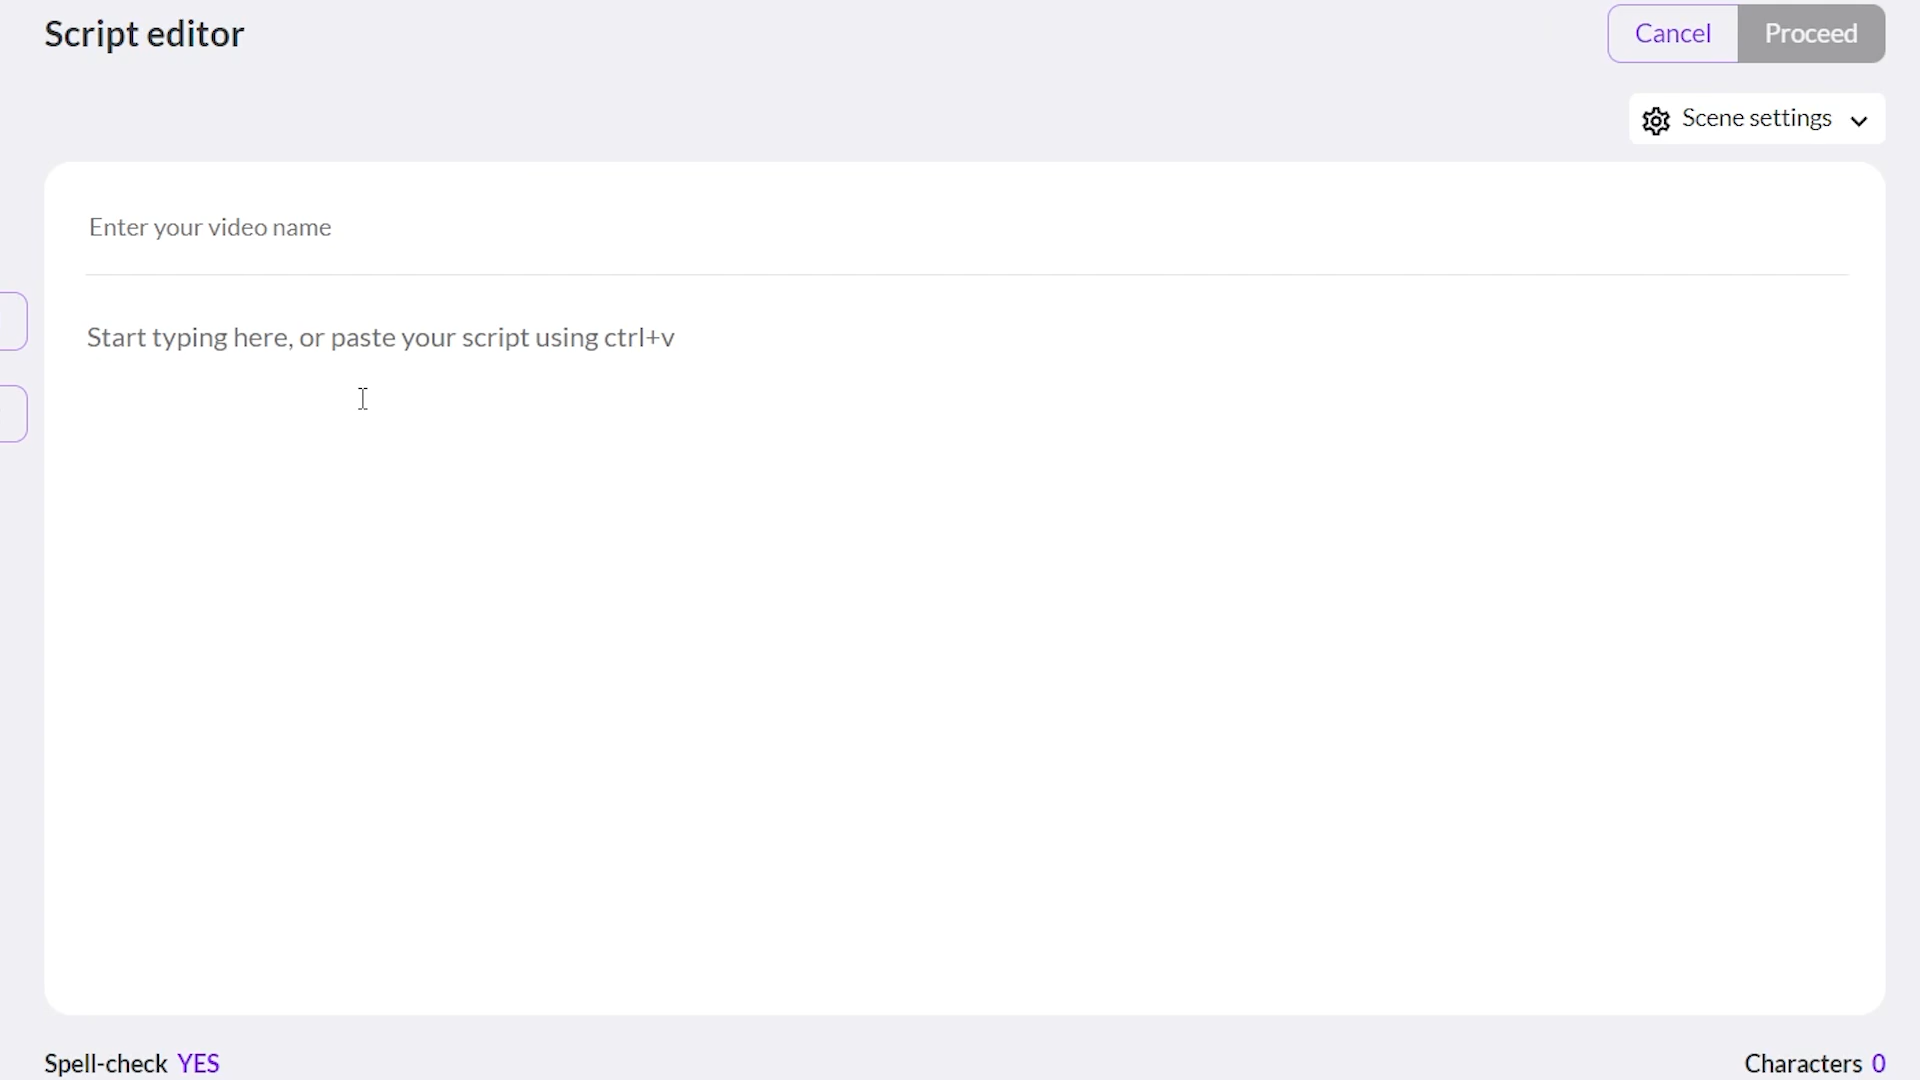 Script editor
Cancel
Proceed
Scene settings
Enter your video name
Start typing here, or paste your script using ctrl+v
Spell-check YES
Characters 0